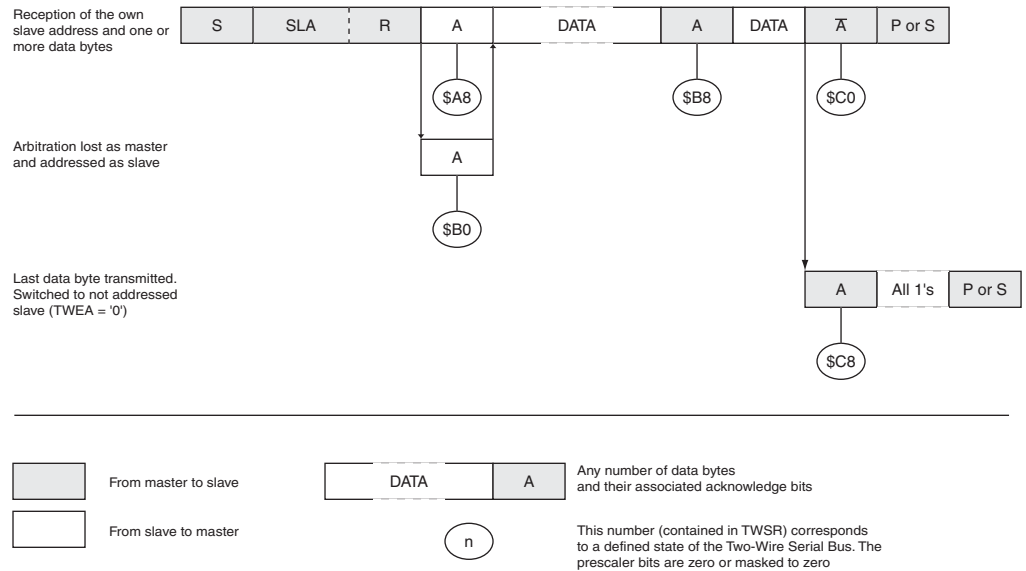 Reception of the own
slave address and one or
more data bytes
S SLA R A DATA A DATA A̅ P or S
$A8 $B8 $C0
Arbitration lost as master
and addressed as slave
A
$B0
Last data byte transmitted.
Switched to not addressed
slave (TWEA = '0')
A All 1's P or S
$C8
From master to slave
From slave to master
DATA A
Any number of data bytes
and their associated acknowledge bits
n
This number (contained in TWSR) corresponds
to a defined state of the Two-Wire Serial Bus. The
prescaler bits are zero or masked to zero